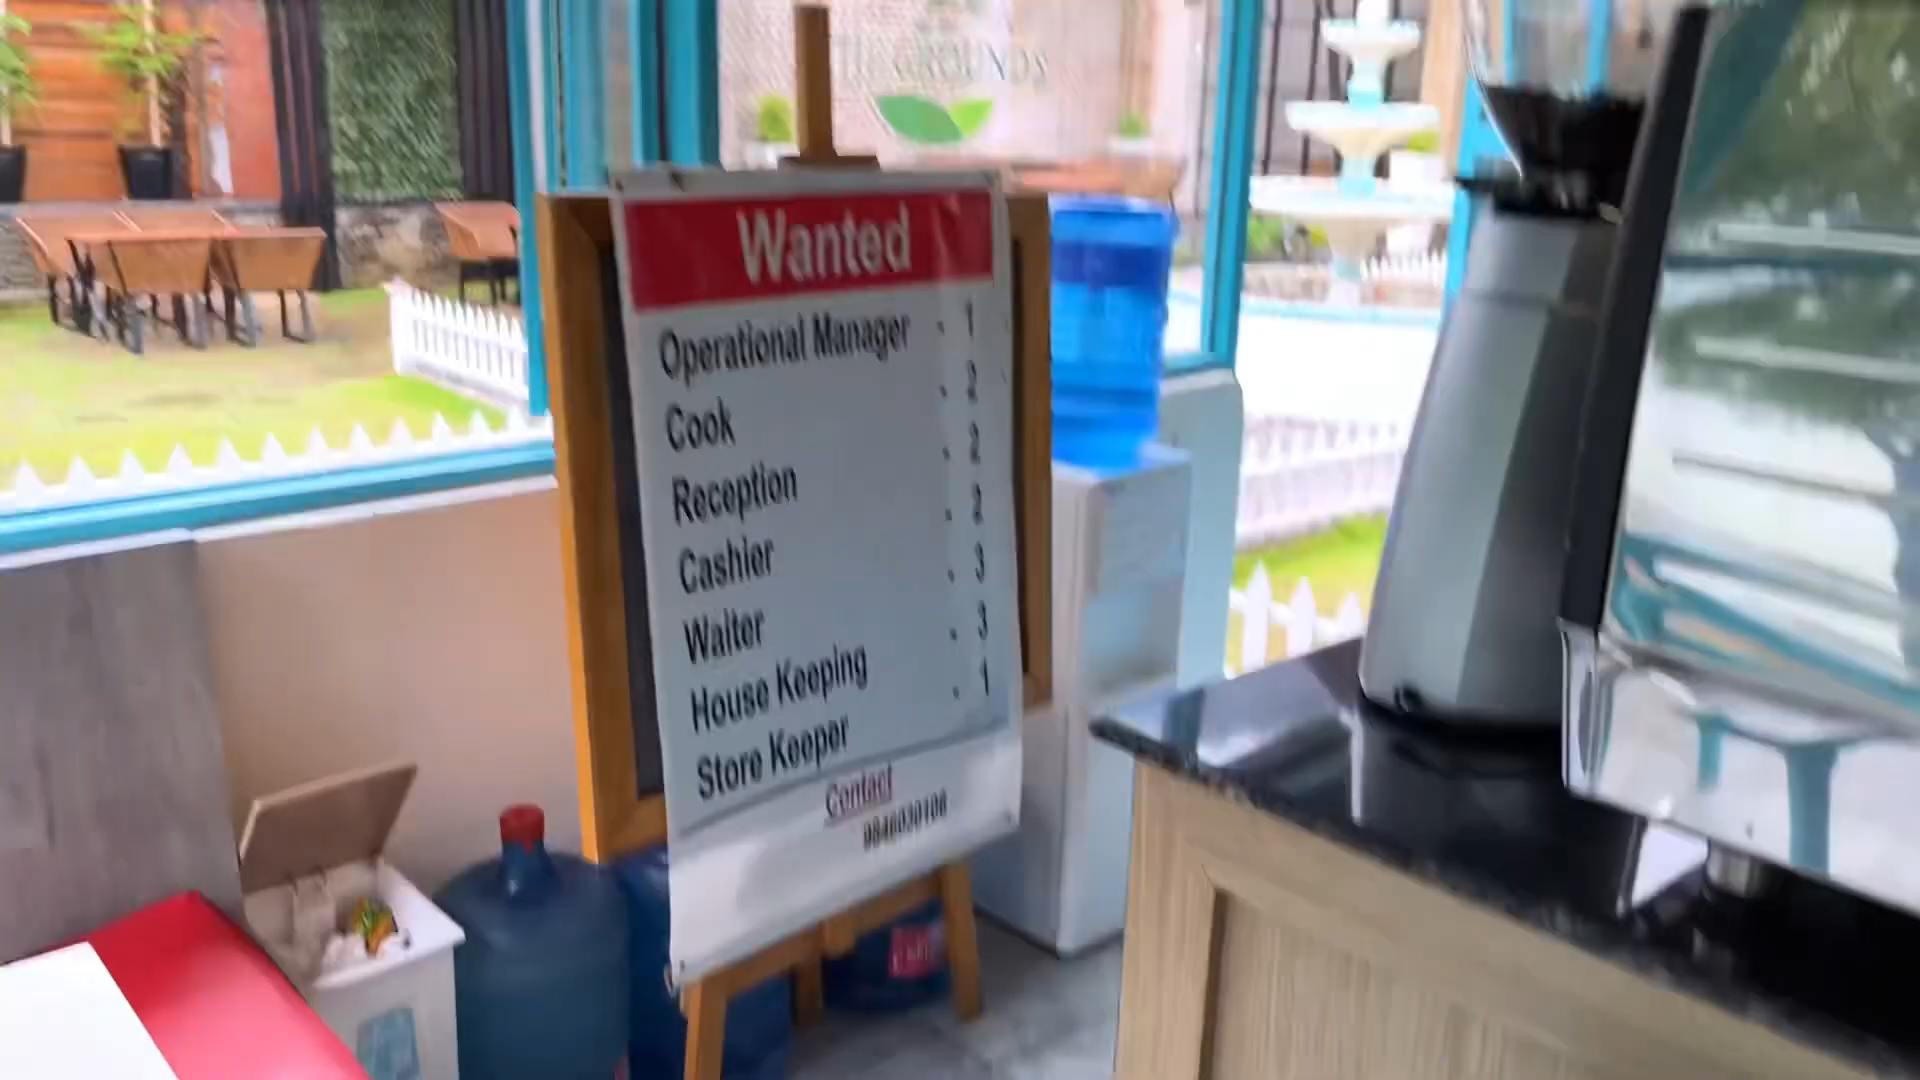 GROUNDS
Wanted
Operational Manager - 1
Cook - 2
Reception - 2
Cashier - 2
Waiter - 3
House Keeping - 3
Store Keeper - 1
Contact